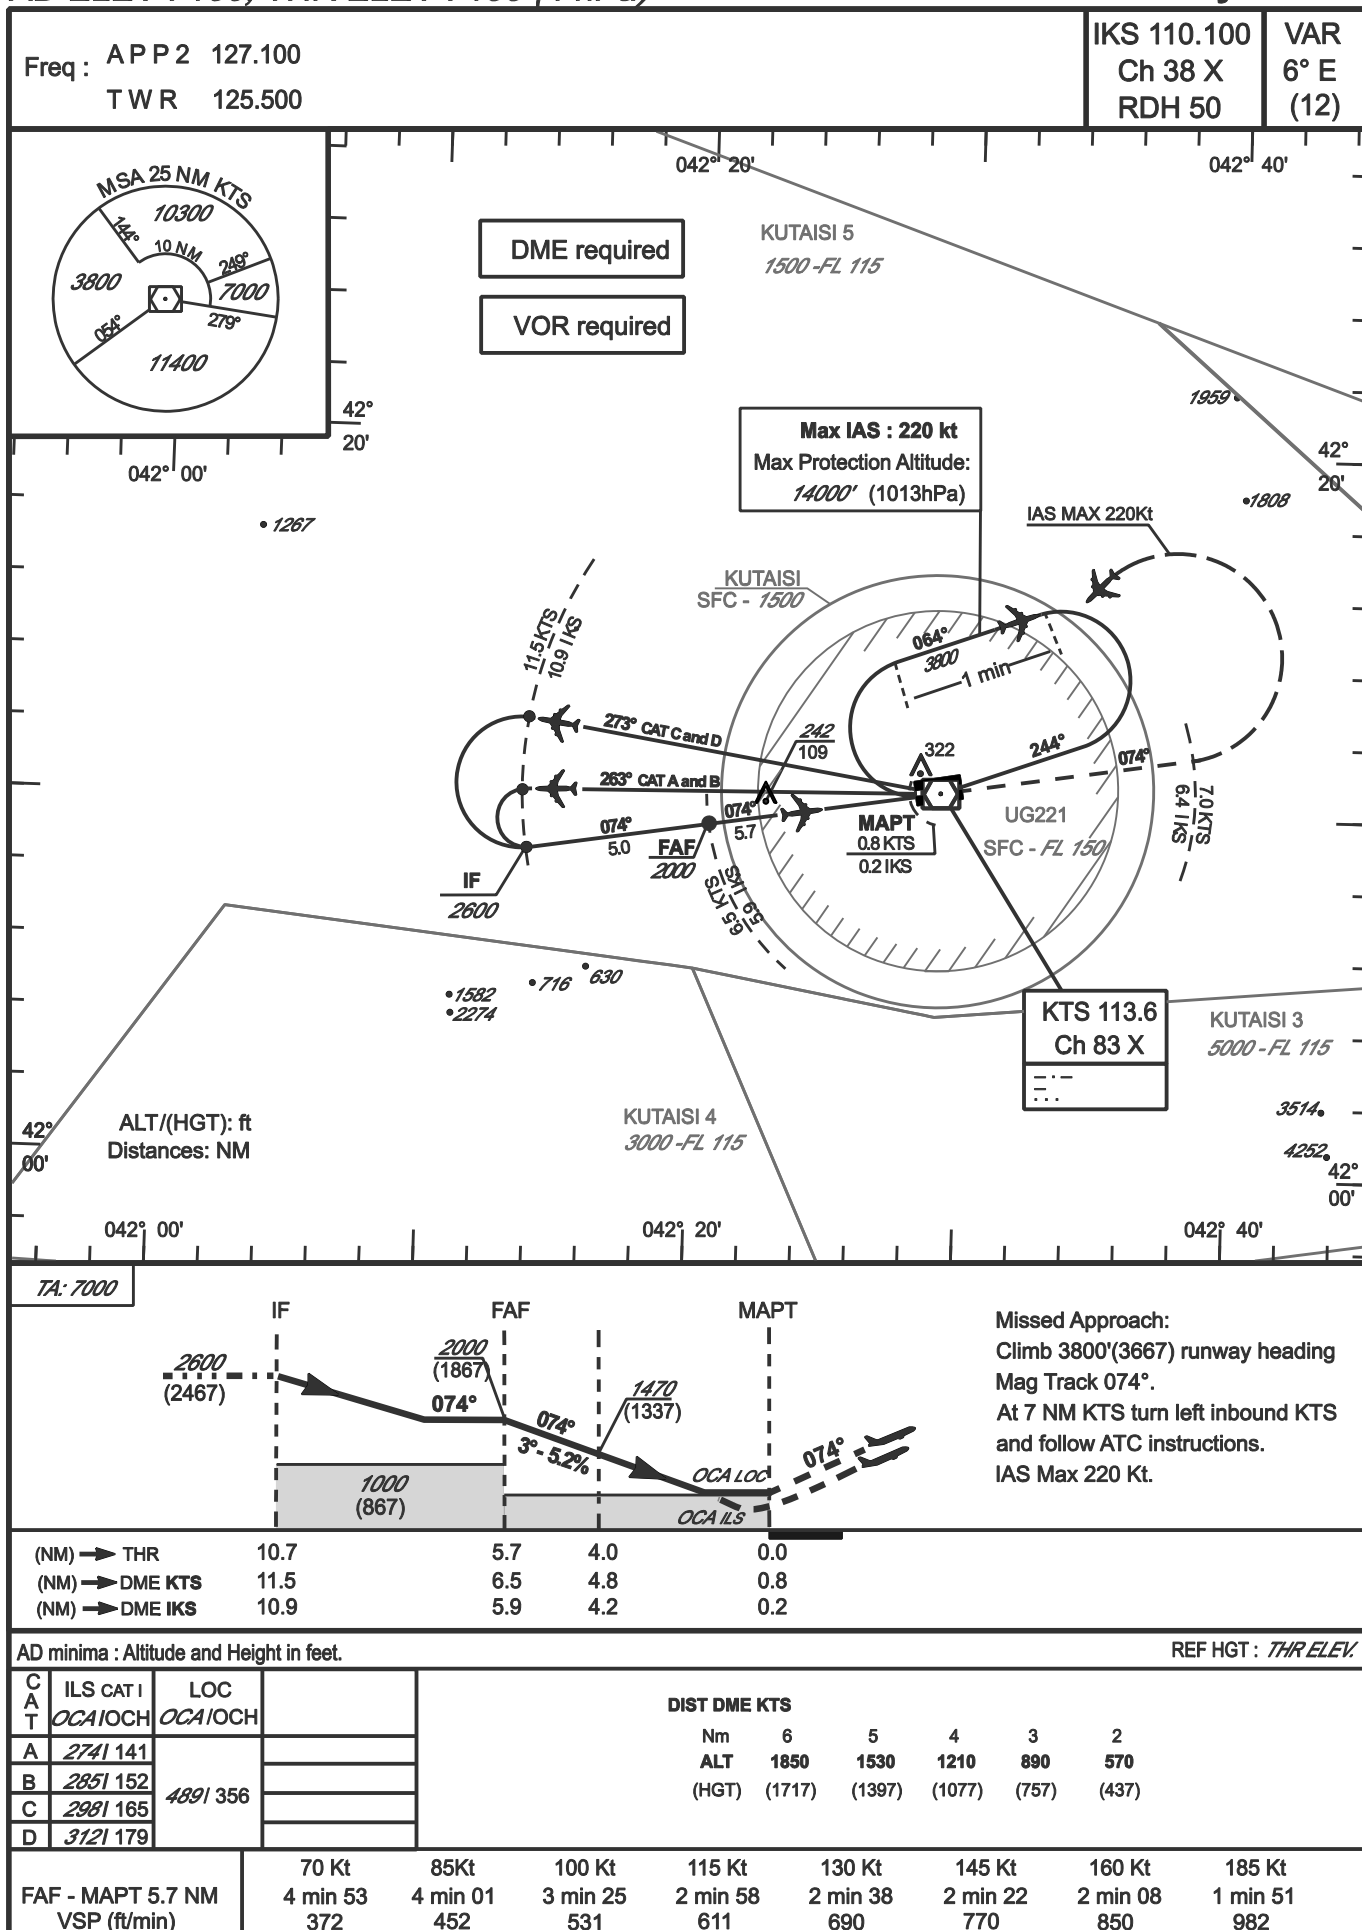 Freq : APP2 127.100
TWR 125.500
IKS 110.100
Ch 38 X
RDH 50
VAR
6° E
(12)
MSA 25 NM KTS
10300
144°
10 NM
249°
3800
7000
279°
054°
11400
042° 20'
042° 40'
DME required
VOR required
KUTAISI 5
1500 -FL 115
42°
20'
042° 00'
1959
42°
20'
1808
1267
Max IAS : 220 kt
Max Protection Altitude:
14000' (1013hPa)
IAS MAX 220Kt
KUTAISI
SFC - 1500
11.5 KTS
10.9 IKS
064°
3800
1 min
273° CAT C and D
242
109
322
244°
074°
263° CAT A and B
7.0 KTS
6.4 IKS
074°
5.0
074°
5.7
FAF
2000
MAPT
0.8 KTS
0.2 IKS
UG221
SFC - FL 150
IF
2600
5.9 IKS
6.5 KTS
1582
2274
716
630
KTS 113.6
Ch 83 X
KUTAISI 3
5000 - FL 115
ALT/(HGT): ft
Distances: NM
KUTAISI 4
3000 -FL 115
3514
4252
42°
00'
42°
00'
042° 00'
042° 20'
042° 40'
TA: 7000
IF
FAF
MAPT
2600
(2467)
2000
(1867)
074°
1470
(1337)
074°
3° - 5.2%
074°
OCA LOC
OCA ILS
1000
(867)
Missed Approach:
Climb 3800'(3667) runway heading
Mag Track 074°.
At 7 NM KTS turn left inbound KTS
and follow ATC instructions.
IAS Max 220 Kt.
(NM) THR 10.7 5.7 4.0 0.0
(NM) DME KTS 11.5 6.5 4.8 0.8
(NM) DME IKS 10.9 5.9 4.2 0.2
AD minima : Altitude and Height in feet.
REF HGT : THR ELEV.
CAT
ILS CAT I
OCA/OCH
LOC
OCA/OCH
A 274/ 141
B 285/ 152
C 298/ 165
D 312/ 179
489/ 356
DIST DME KTS
Nm 6 5 4 3 2
ALT 1850 1530 1210 890 570
(HGT) (1717) (1397) (1077) (757) (437)
70 Kt 85Kt 100 Kt 115 Kt 130 Kt 145 Kt 160 Kt 185 Kt
FAF - MAPT 5.7 NM 4 min 53 4 min 01 3 min 25 2 min 58 2 min 38 2 min 22 2 min 08 1 min 51
VSP (ft/min) 372 452 531 611 690 770 850 982